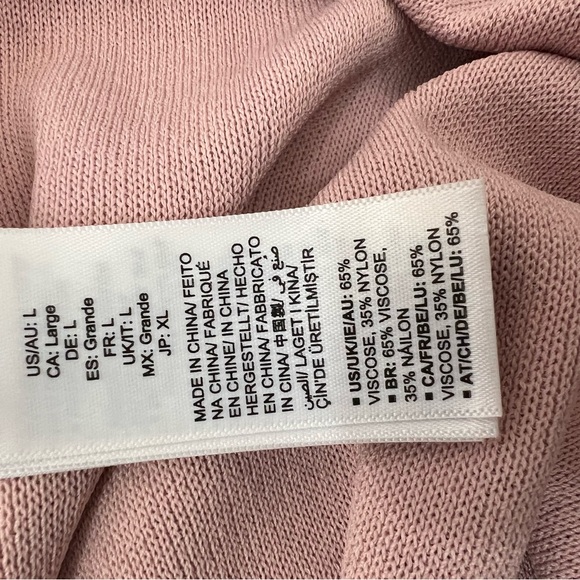 US/AU: L
CA: Large
DE: L
ES: Grande
FR: L
UK/IT: L
MX: Grande
JP: XL
MADE IN CHINA/ FEITO
NA CHINA/ FABRIQUÉ
EN CHINE/ IN CHINA
HERGESTELLT/ HECHO
EN CHINA/ FABBRICATO
IN CINA/ 中国製/ صنع في
الصين/ LAGET I KINA/
ÇİN'DE ÜRETİLMİŞTİR
■ US/UK/IE/AU: 65%
VISCOSE, 35% NYLON
■ BR: 65% VISCOSE,
35% NÁILON
■ CA/FR/BE/LU: 65%
VISCOSE, 35% NYLON
■ AT/CH/DE/BE/LU: 65%